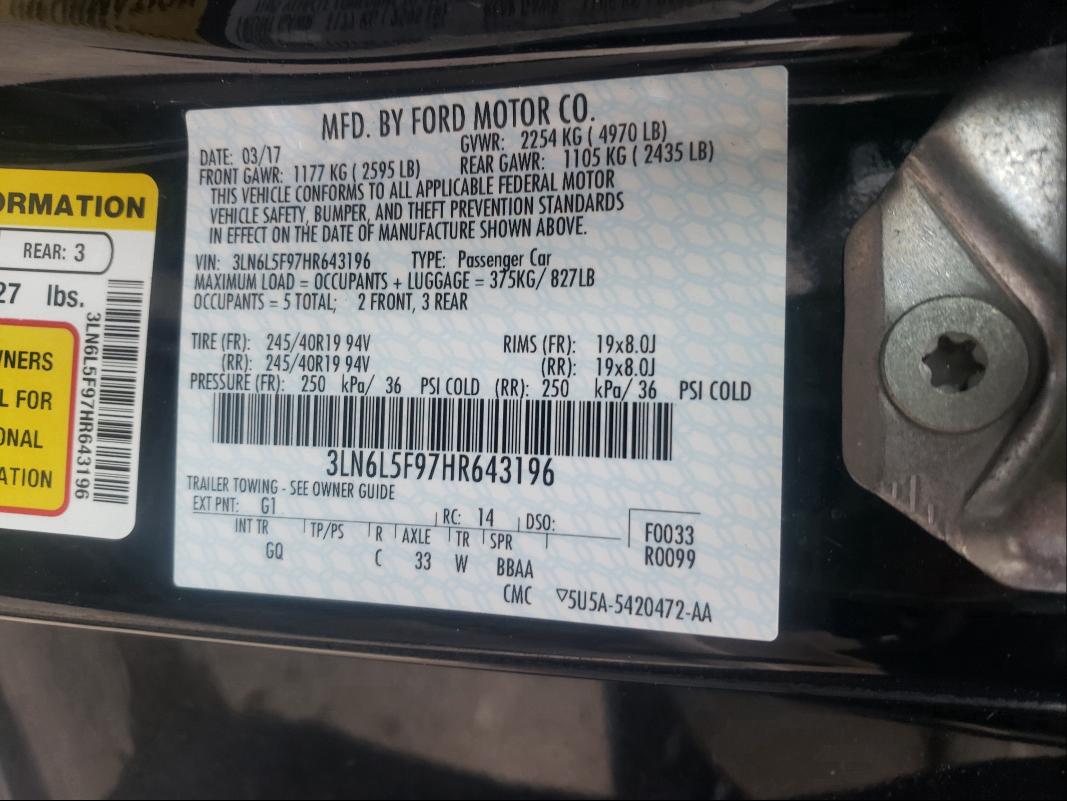 MFD. BY FORD MOTOR CO.
DATE: 03/17 GVWR: 2254 KG ( 4970 LB)
FRONT GAWR: 1177 KG ( 2595 LB) REAR GAWR: 1105 KG ( 2435 LB)
THIS VEHICLE CONFORMS TO ALL APPLICABLE FEDERAL MOTOR
VEHICLE SAFETY, BUMPER, AND THEFT PREVENTION STANDARDS
IN EFFECT ON THE DATE OF MANUFACTURE SHOWN ABOVE.
VIN: 3LN6L5F97HR643196 TYPE: Passenger Car
MAXIMUM LOAD = OCCUPANTS + LUGGAGE = 375KG/ 827LB
OCCUPANTS = 5 TOTAL; 2 FRONT, 3 REAR
TIRE (FR): 245/40R19 94V RIMS (FR): 19x8.0J
(RR): 245/40R19 94V (RR): 19x8.0J
PRESSURE (FR): 250 kPa/ 36 PSI COLD (RR): 250 kPa/ 36 PSI COLD
3LN6L5F97HR643196
TRAILER TOWING - SEE OWNER GUIDE
EXT PNT: G1 RC: 14 DSO:
INT TR TP/PS R AXLE TR SPR
GQ C 33 W BBAA
F0033
R0099
CMC ▽5U5A-5420472-AA
ORMATION
REAR: 3
27 lbs.
WNERS
L FOR
ONAL
ATION
3LN6L5F97HR643196